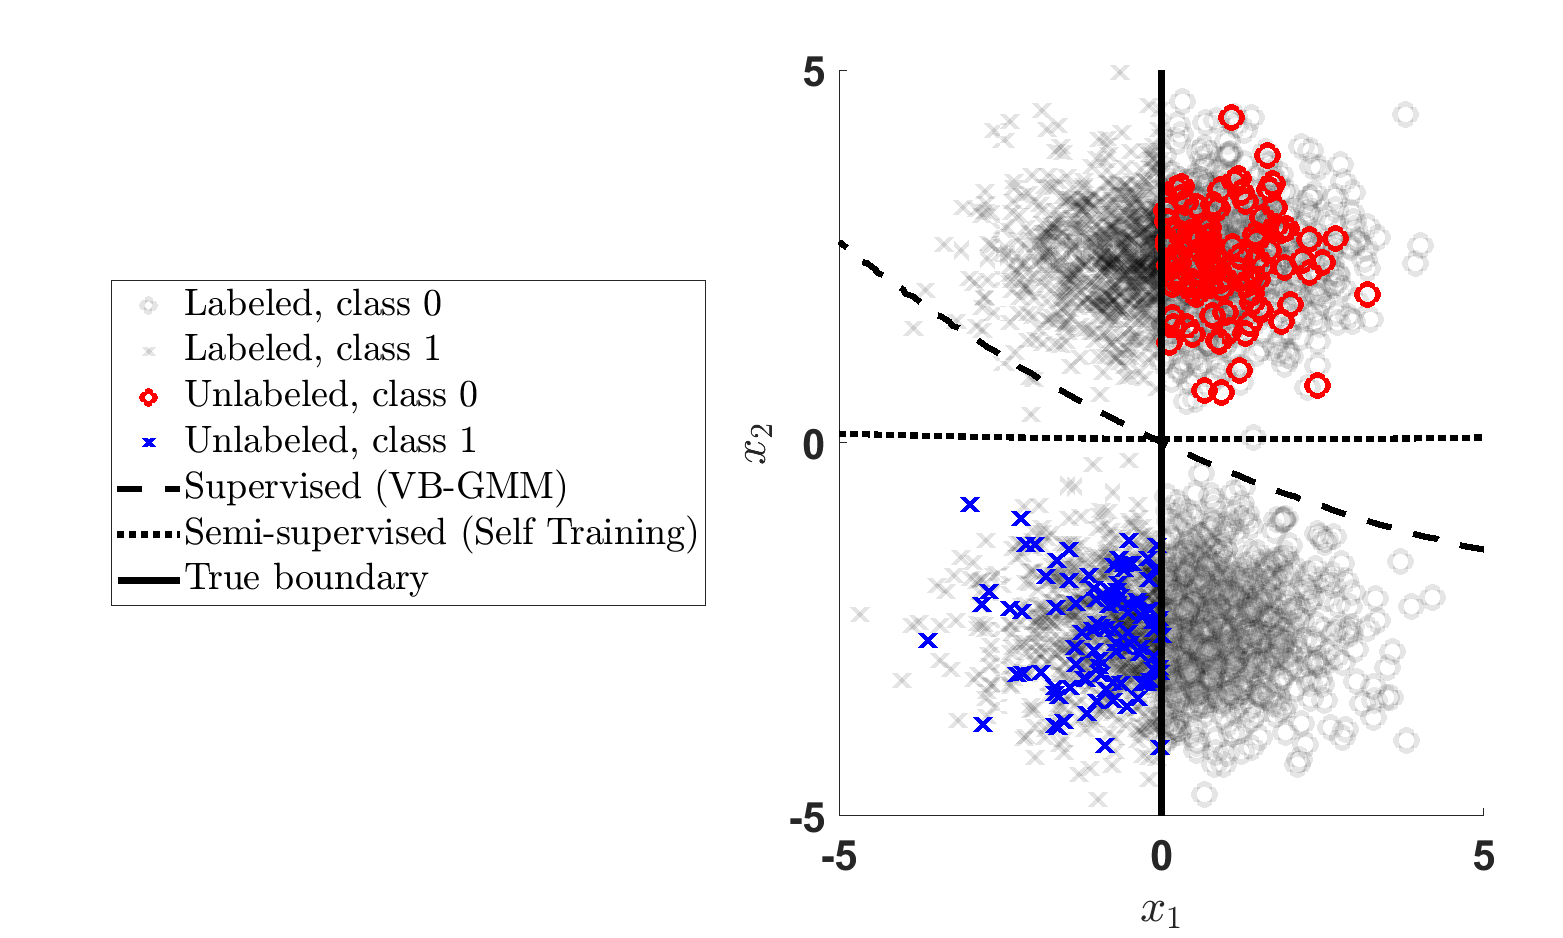 Labeled, class 0
Labeled, class 1
Unlabeled, class 0
Unlabeled, class 1
Supervised (VB-GMM)
Semi-supervised (Self Training)
True boundary
5
0
-5
x₂
-5
0
5
x₁